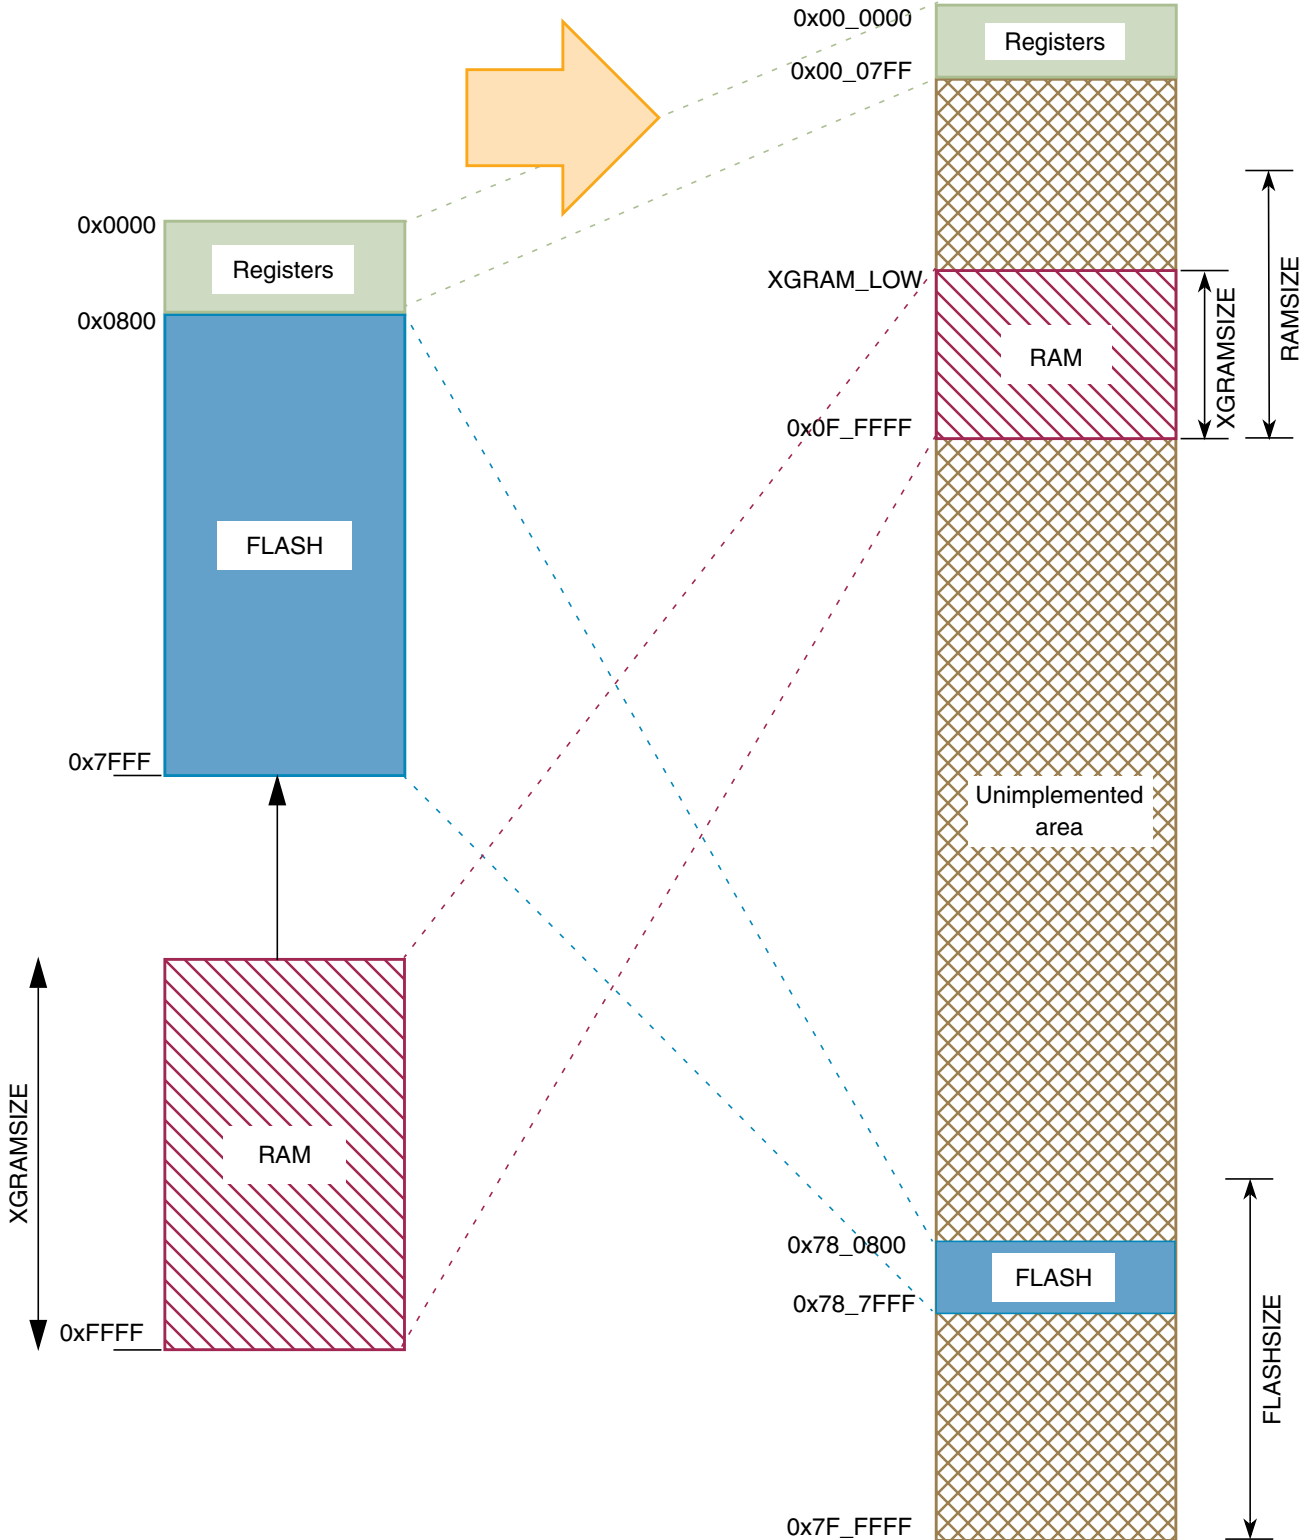 0x0000
Registers
0x0800
FLASH
0x7FFF
XGRAMSIZE
RAM
0xFFFF
0x00_0000
Registers
0x00_07FF
XGRAM_LOW
RAM
XGRAMSIZE
RAMSIZE
0x0F_FFFF
Unimplemented
area
0x78_0800
FLASH
0x78_7FFF
FLASHSIZE
0x7F_FFFF